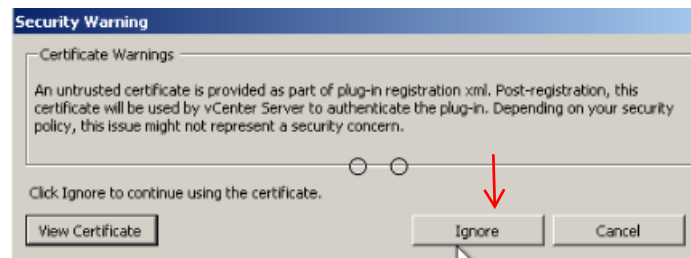 Security Warning
Certificate Warnings
An untrusted certificate is provided as part of plug-in registration xml. Post-registration, this
certificate will be used by vCenter Server to authenticate the plug-in. Depending on your security
policy, this issue might not represent a security concern.
Click Ignore to continue using the certificate.
View Certificate
Ignore
Cancel